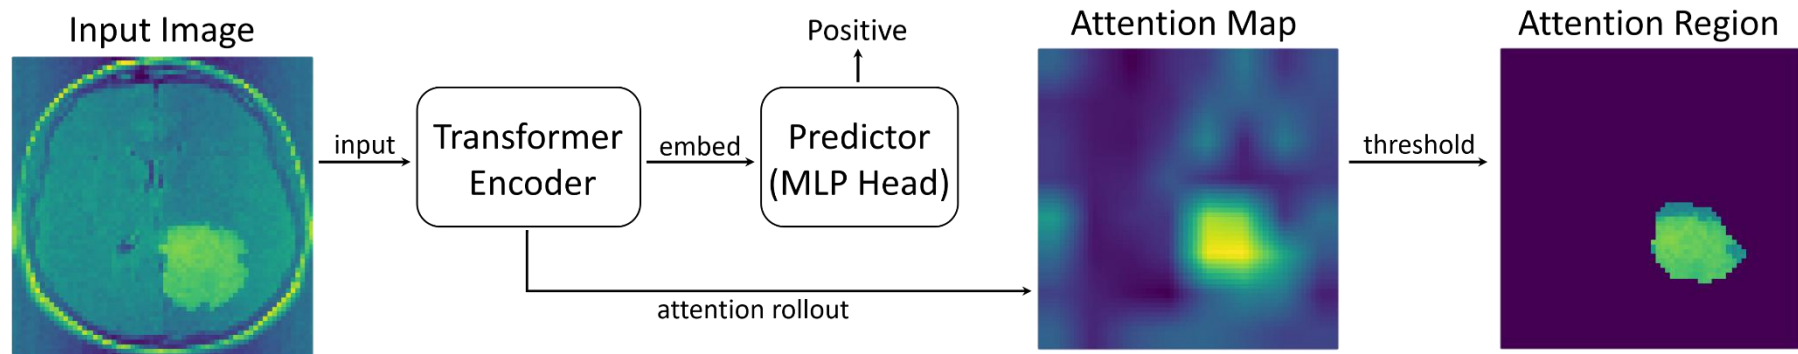 Input Image
input
Transformer
Encoder
embed
Positive
Predictor
(MLP Head)
attention rollout
Attention Map
threshold
Attention Region